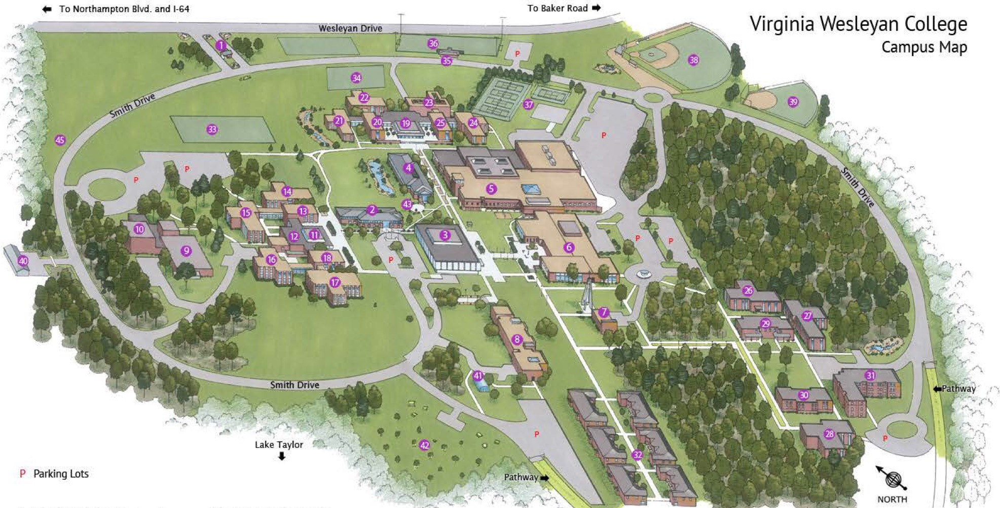 To Northampton Blvd. and I-64
To Baker Road
Virginia Wesleyan College
Campus Map
Wesleyan Drive
1
36
P
35
38
34
Smith Drive
22
23
39
37
21
20
19
25
24
33
45
P
P
P
4
Smith Drive
5
14
43
15
13
2
10
12
11
3
P
P
9
6
40
16
18
P
17
26
7
27
29
8
41
31
Smith Drive
Pathway
30
P
28
P
Lake Taylor
42
32
P Parking Lots
Pathway
NORTH